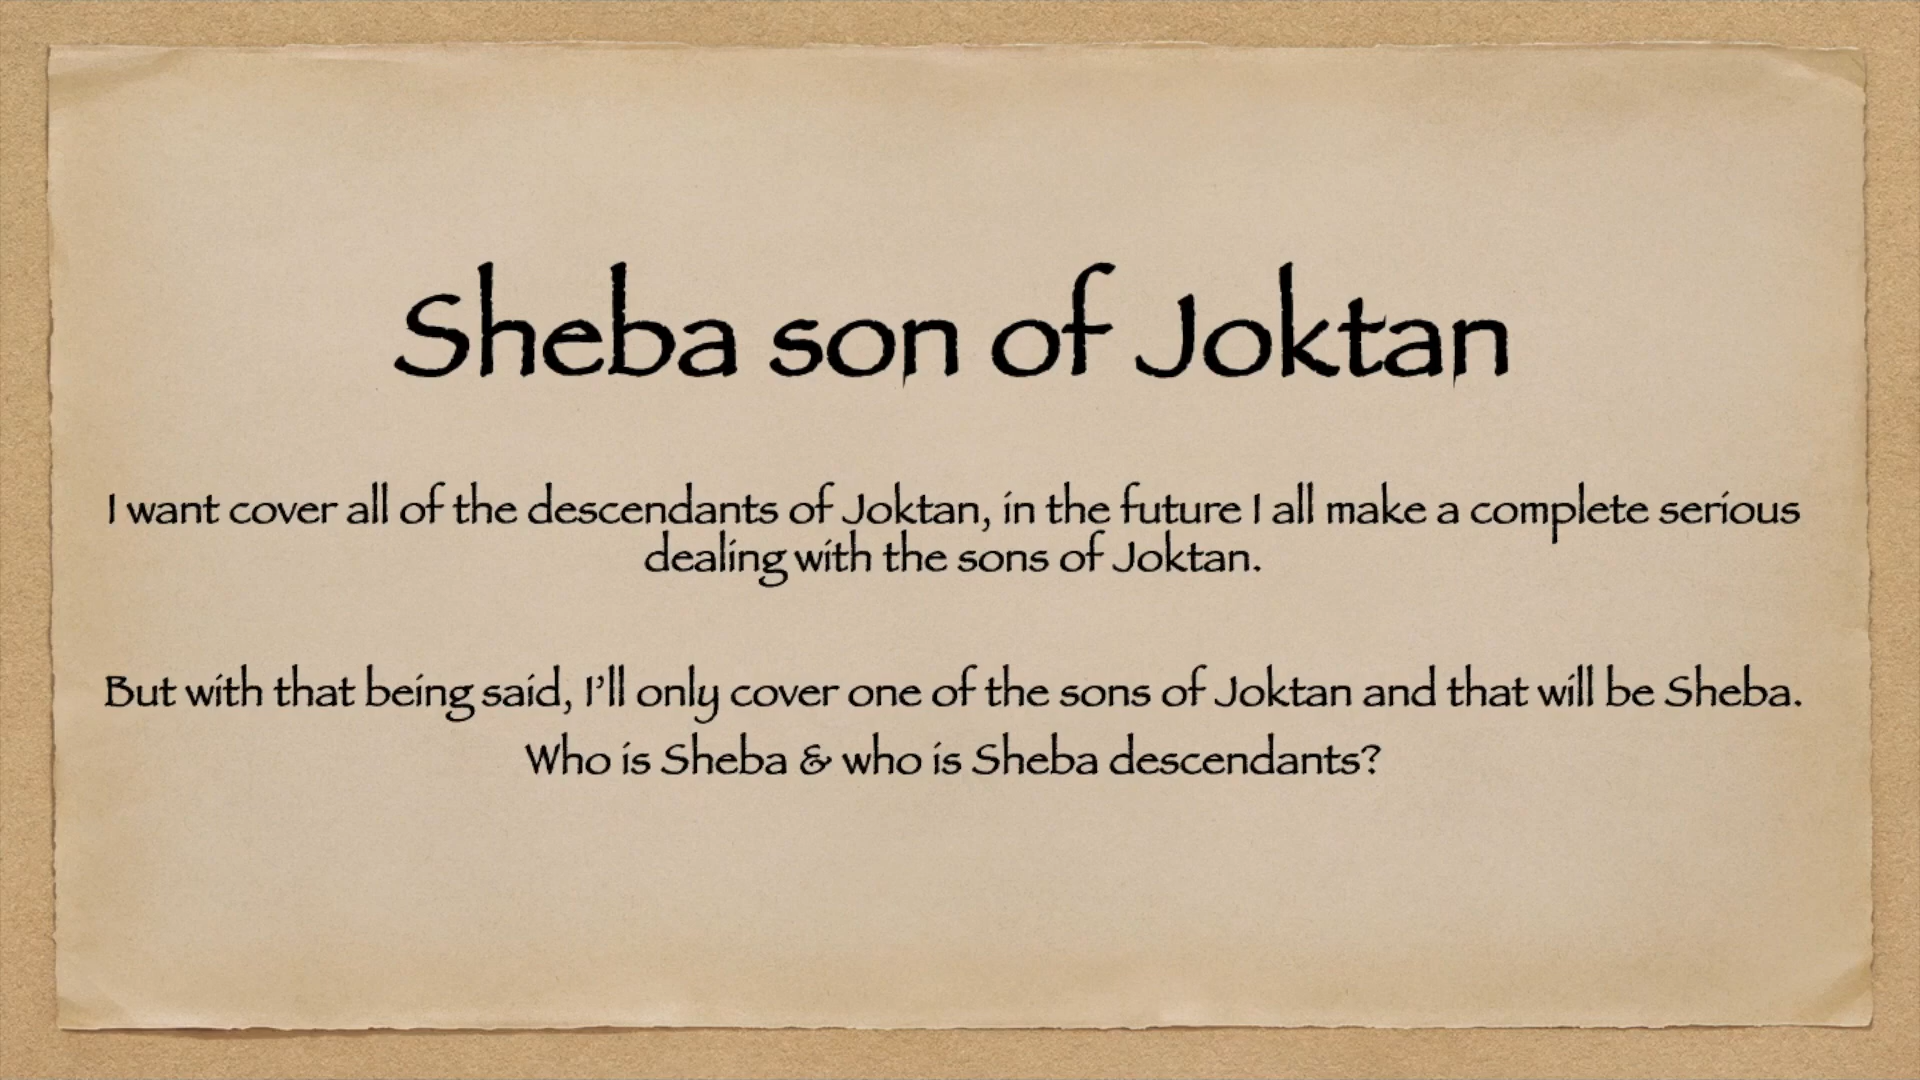 Sheba son of Joktan
I want cover all of the descendants of Joktan, in the future I all make a complete serious
dealing with the sons of Joktan.
But with that being said, I’ll only cover one of the sons of Joktan and that will be Sheba.
Who is Sheba & who is Sheba descendants?